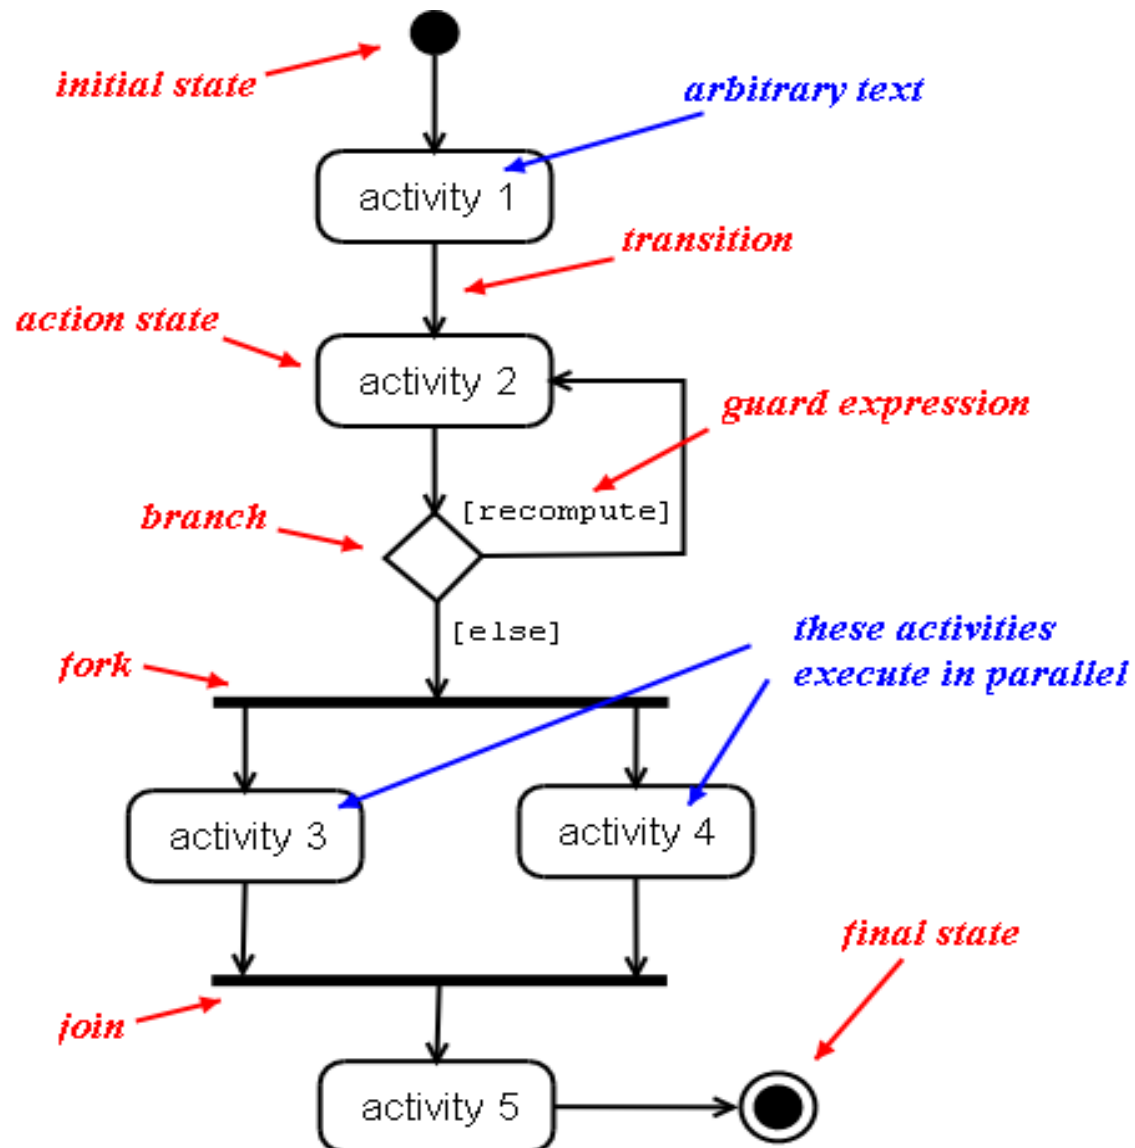 initial state
arbitrary text
activity 1
transition
action state
activity 2
guard expression
[recompute]
branch
[else]
these activities
execute in parallel
fork
activity 3
activity 4
final state
join
activity 5